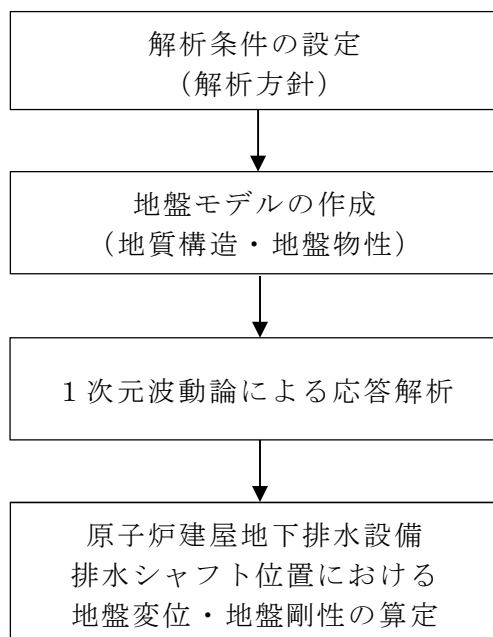 解析条件の設定
（解析方針）
地盤モデルの作成
（地質構造・地盤物性）
１次元波動論による応答解析
原子炉建屋地下排水設備
排水シャフト位置における
地盤変位・地盤剛性の算定